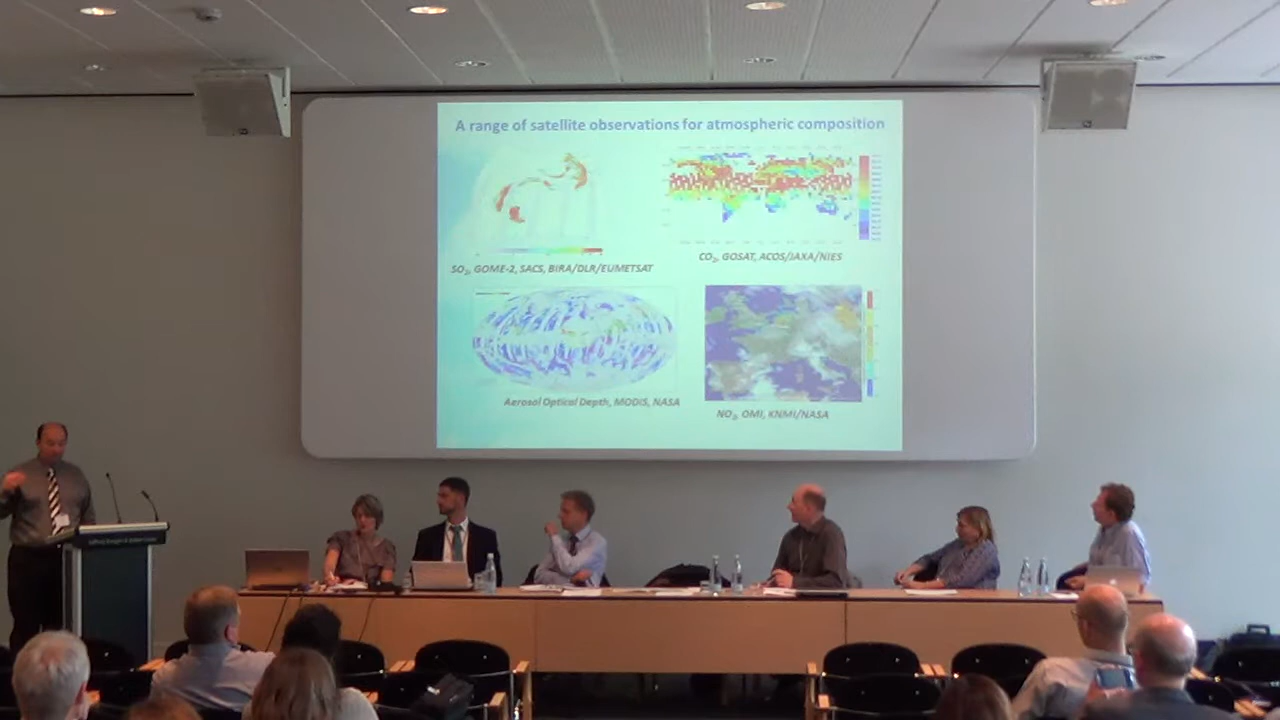 A range of satellite observations for atmospheric composition
SO₂, GOME-2, SACS, BIRA/DLR/EUMETSAT
CO₂, GOSAT, ACOS/JAXA/NIES
Aerosol Optical Depth, MODIS, NASA
NO₂, OMI, KNMI/NASA